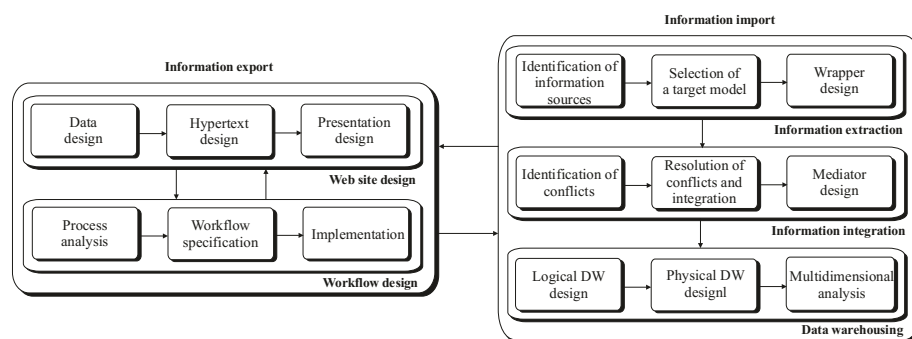 Information export
Data
design
Hypertext
design
Presentation
design
Web site design
Process
analysis
Workflow
specification
Implementation
Workflow design
Information import
Identification of
information
sources
Selection of
a target model
Wrapper
design
Information extraction
Identification of
conflicts
Resolution of
conflicts and
integration
Mediator
design
Information integration
Logical DW
design
Physical DW
designl
Multidimensional
analysis
Data warehousing